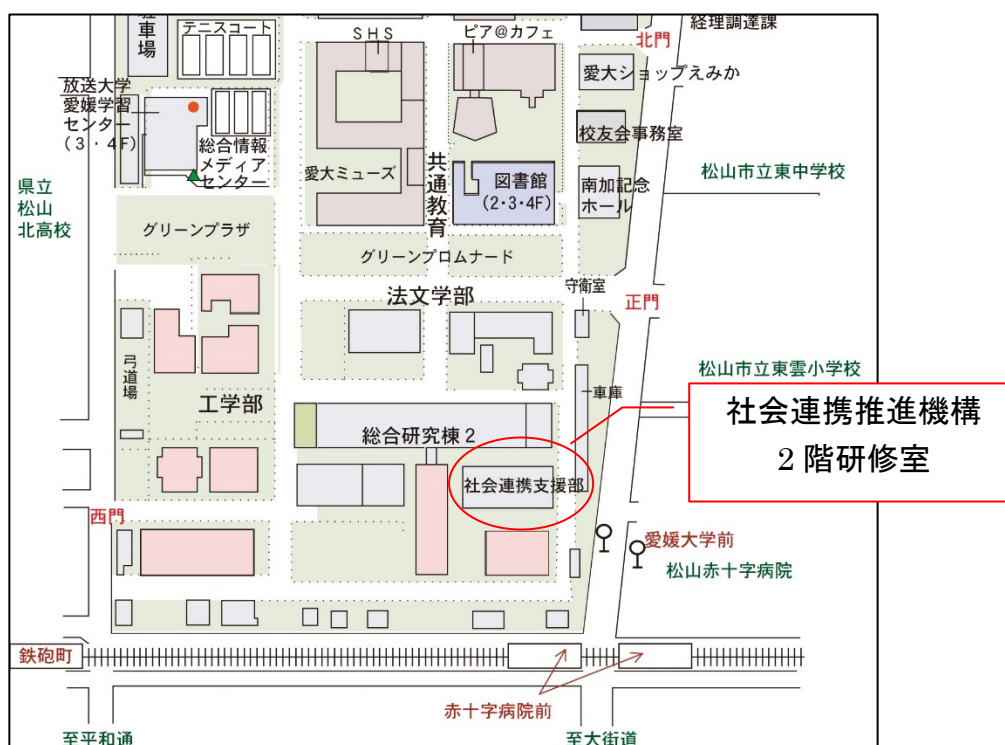 駐車場
テニスコート
SHS
ピア@カフェ
経理調達課
北門
愛大ショップえみか
放送大学
愛媛学習
センター
(3・4F)
総合情報
メディア
センター
愛大ミューズ
共通教育
図書館
(2・3・4F)
校友会事務室
南加記念
ホール
松山市立東中学校
県立
松山
北高校
グリーンプラザ
グリーンプロムナード
法文学部
守衛室
正門
弓道場
工学部
車庫
松山市立東雲小学校
総合研究棟2
社会連携支援部
社会連携推進機構
2階研修室
西門
愛媛大学前
松山赤十字病院
鉄砲町
赤十字病院前
至平和通
至大街道